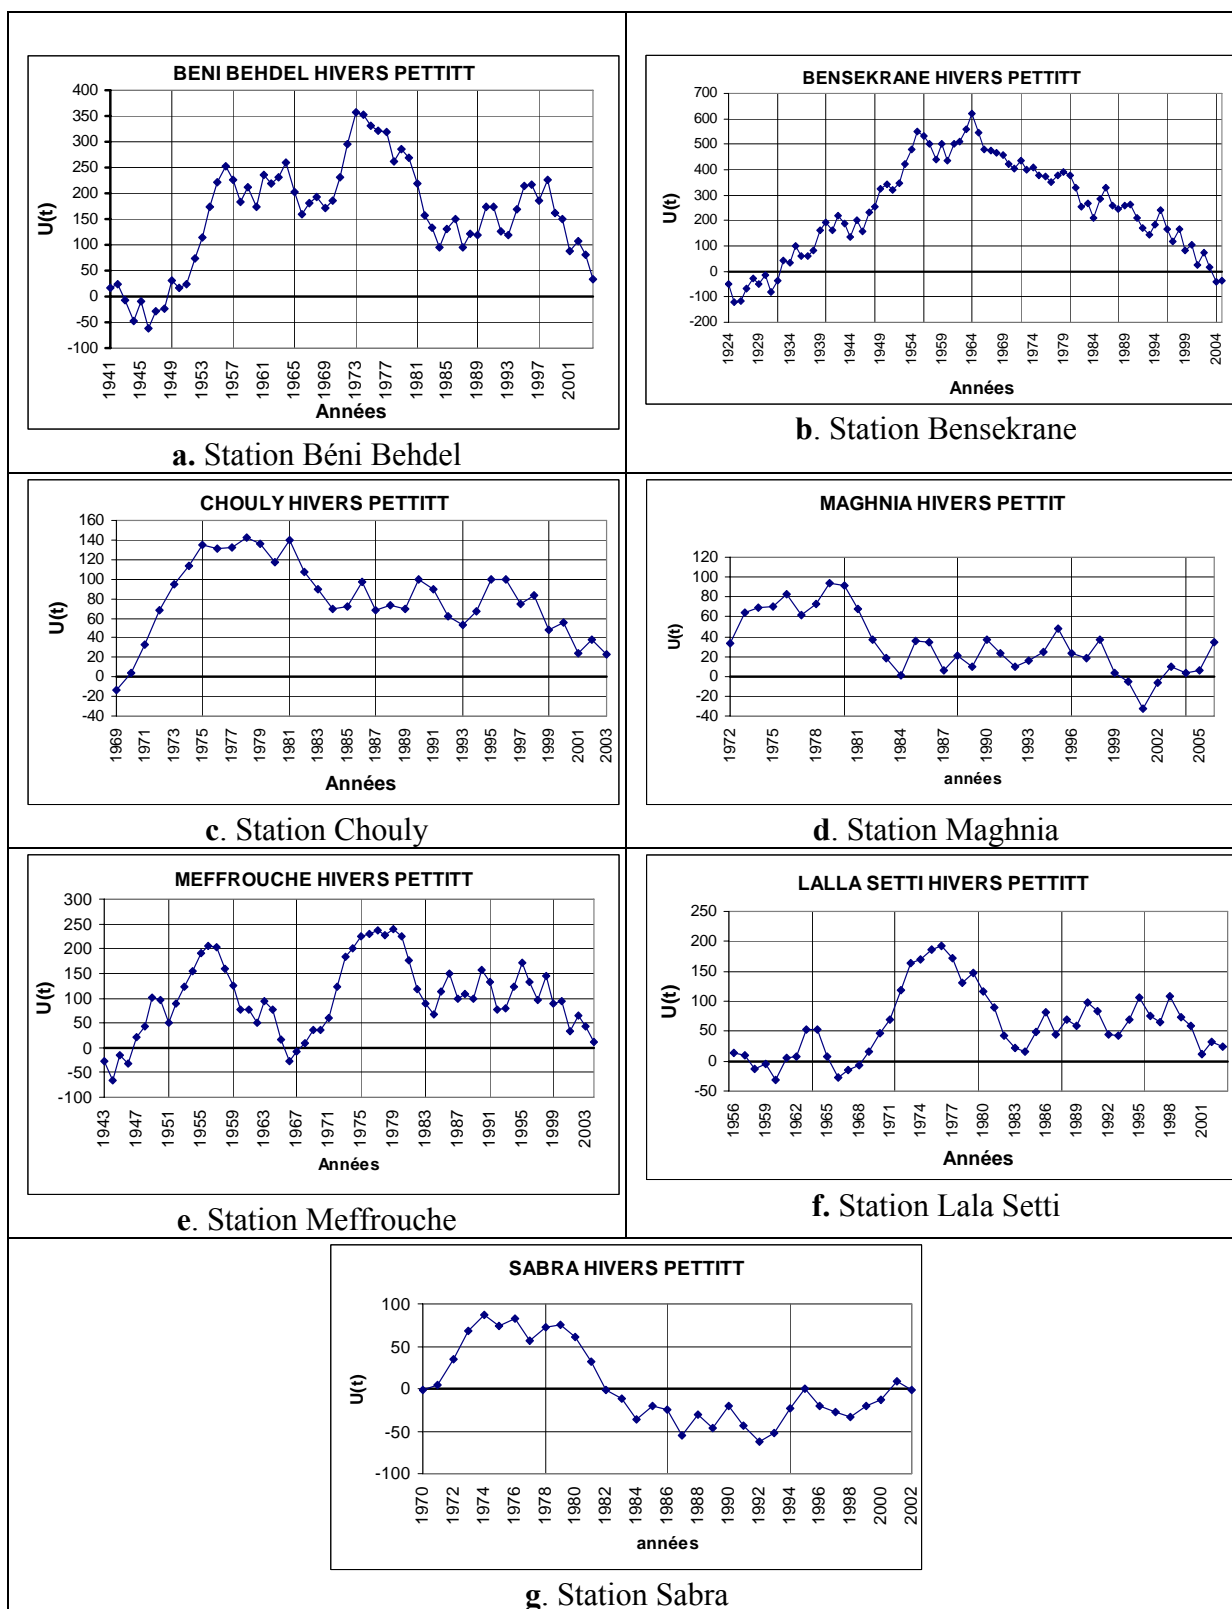 BENI BEHDEL HIVERS PETTITT
400
350
300
250
200
150
100
50
0
-50
-100
U(t)
1941 1945 1949 1953 1957 1961 1965 1969 1973 1977 1981 1985 1989 1993 1997 2001
Années
a. Station Béni Behdel
BENSEKRANE HIVERS PETTITT
700
600
500
400
300
200
100
0
-100
-200
U(t)
1924 1929 1934 1939 1944 1949 1954 1959 1964 1969 1974 1979 1984 1989 1994 1999 2004
Années
b. Station Bensekrane
CHOULY HIVERS PETTITT
160
140
120
100
80
60
40
20
0
-20
-40
U(t)
1969 1971 1973 1975 1977 1979 1981 1983 1985 1987 1989 1991 1993 1995 1997 1999 2001 2003
Années
c. Station Chouly
MAGHNIA HIVERS PETTIT
120
100
80
60
40
20
0
-20
-40
U(t)
1972 1975 1978 1981 1984 1987 1990 1993 1996 1999 2002 2005
années
d. Station Maghnia
MEFFROUCHE HIVERS PETTITT
300
250
200
150
100
50
0
-50
-100
U(t)
1943 1947 1951 1955 1959 1963 1967 1971 1975 1979 1983 1987 1991 1995 1999 2003
Années
e. Station Meffrouche
LALLA SETTI HIVERS PETTITT
250
200
150
100
50
0
-50
U(t)
1956 1959 1962 1965 1968 1971 1974 1977 1980 1983 1986 1989 1992 1995 1998 2001
Années
f. Station Lala Setti
SABRA HIVERS PETTITT
100
50
0
-50
-100
U(t)
1970 1972 1974 1976 1978 1980 1982 1984 1986 1988 1990 1992 1994 1996 1998 2000 2002
années
g. Station Sabra